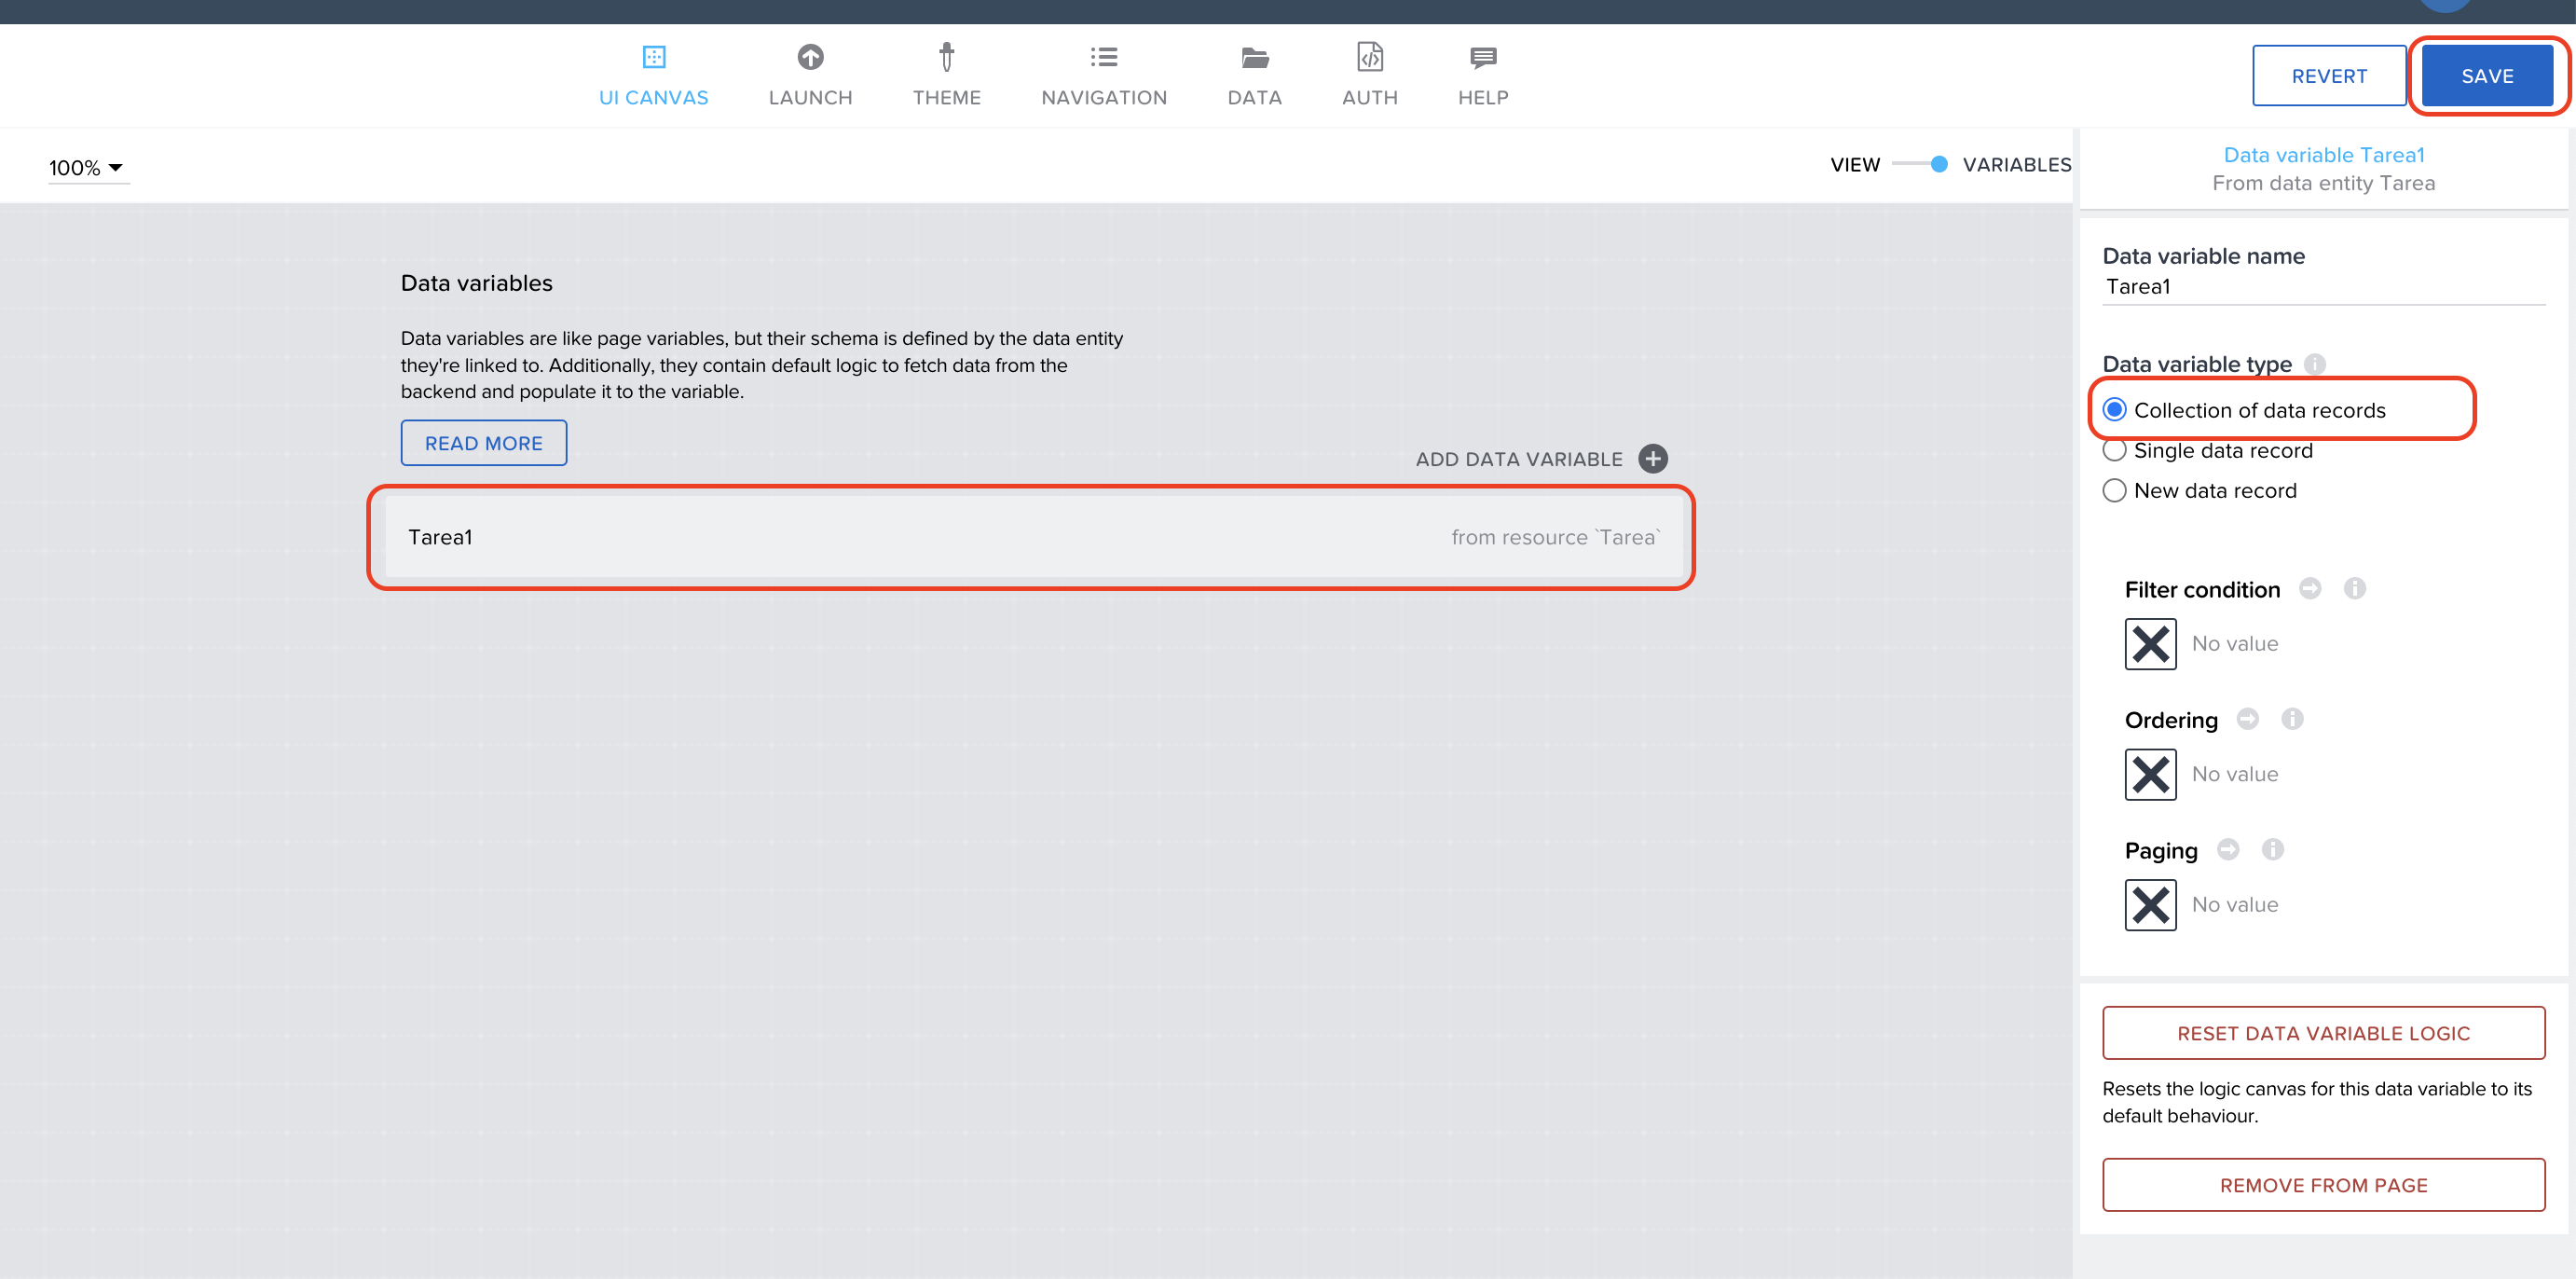 UI CANVAS
LAUNCH
THEME
NAVIGATION
DATA
AUTH
HELP
REVERT
SAVE
100%
VIEW
VARIABLES
Data variables
Data variables are like page variables, but their schema is defined by the data entity
they're linked to. Additionally, they contain default logic to fetch data from the
backend and populate it to the variable.
READ MORE
ADD DATA VARIABLE
Tarea1
from resource `Tarea`
Data variable Tarea1
From data entity Tarea
Data variable name
Tarea1
Data variable type
Collection of data records
Single data record
New data record
Filter condition
No value
Ordering
No value
Paging
No value
RESET DATA VARIABLE LOGIC
Resets the logic canvas for this data variable to its
default behaviour.
REMOVE FROM PAGE